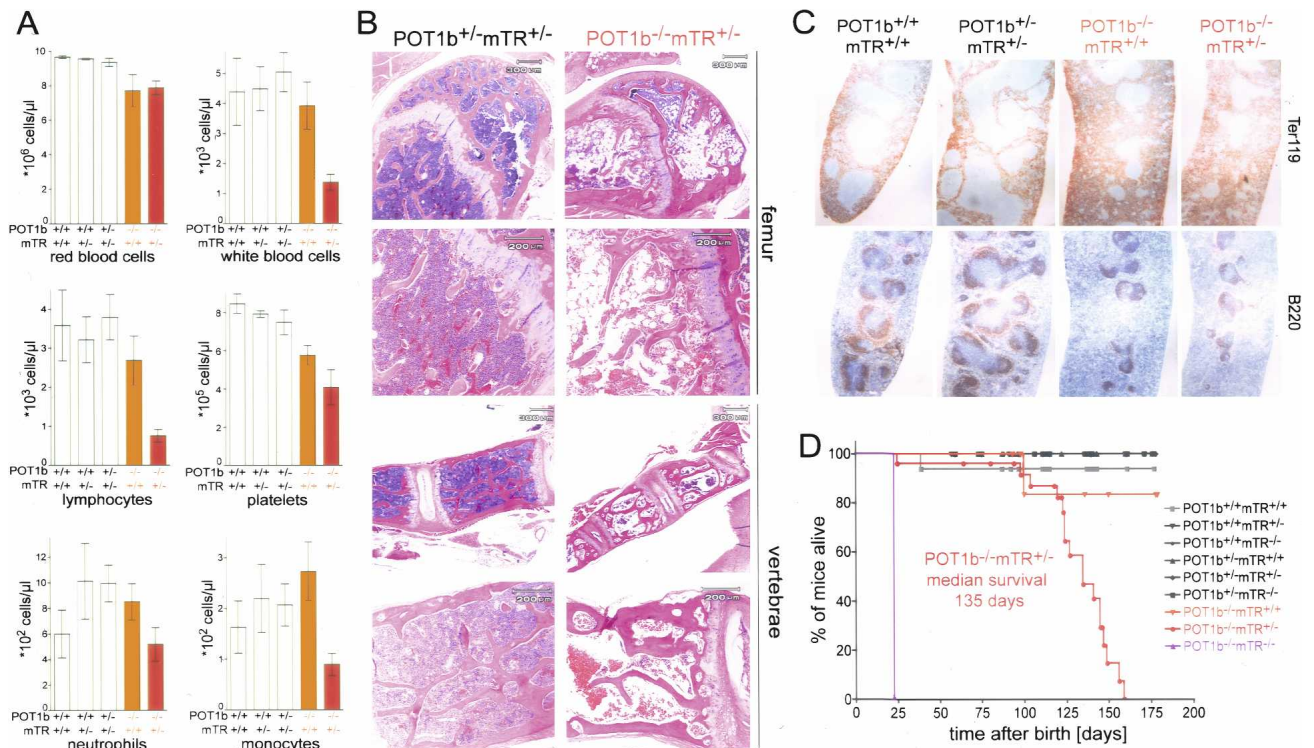 A
*10⁶ cells/µl
10
8
6
4
2
0
POT1b +/+ +/+ +/- -/- -/-
mTR +/+ +/- +/- +/+ +/-
red blood cells
*10³ cells/µl
5
4
3
2
1
0
-/- -/-
+/+ +/- +/- +/+ +/-
white blood cells
*10³ cells/µl
4
3
2
1
0
POT1b +/+ +/+ +/- -/- -/-
mTR +/+ +/- +/- +/+ +/-
lymphocytes
*10⁵ cells/µl
8
6
4
2
0
+/+ +/+ +/- -/- -/-
+/+ +/- +/- +/+ +/-
platelets
*10² cells/µl
12
10
8
6
4
2
0
POT1b +/+ +/+ +/- -/- -/-
mTR +/+ +/- +/- +/+ +/-
neutrophils
*10² cells/µl
3
2
1
0
+/+ +/+ +/- -/- -/-
+/+ +/- +/- +/+ +/-
monocytes
B
POT1b+/-mTR+/-
POT1b-/-mTR+/-
300 µm
300 µm
200 µm
200 µm
femur
300 µm
300 µm
200 µm
200 µm
vertebrae
C
POT1b+/+
mTR+/+
POT1b+/-
mTR+/-
POT1b-/-
mTR+/+
POT1b-/-
mTR+/-
Ter119
B220
D
% of mice alive
100
80
60
40
20
0
0 25 50 75 100 125 150 175 200
time after birth [days]
POT1b-/-mTR+/-
median survival
135 days
POT1b+/+mTR+/+
POT1b+/+mTR+/-
POT1b+/+mTR-/-
POT1b+/-mTR+/+
POT1b+/-mTR+/-
POT1b+/-mTR-/-
POT1b-/-mTR+/+
POT1b-/-mTR+/-
POT1b-/-mTR-/-